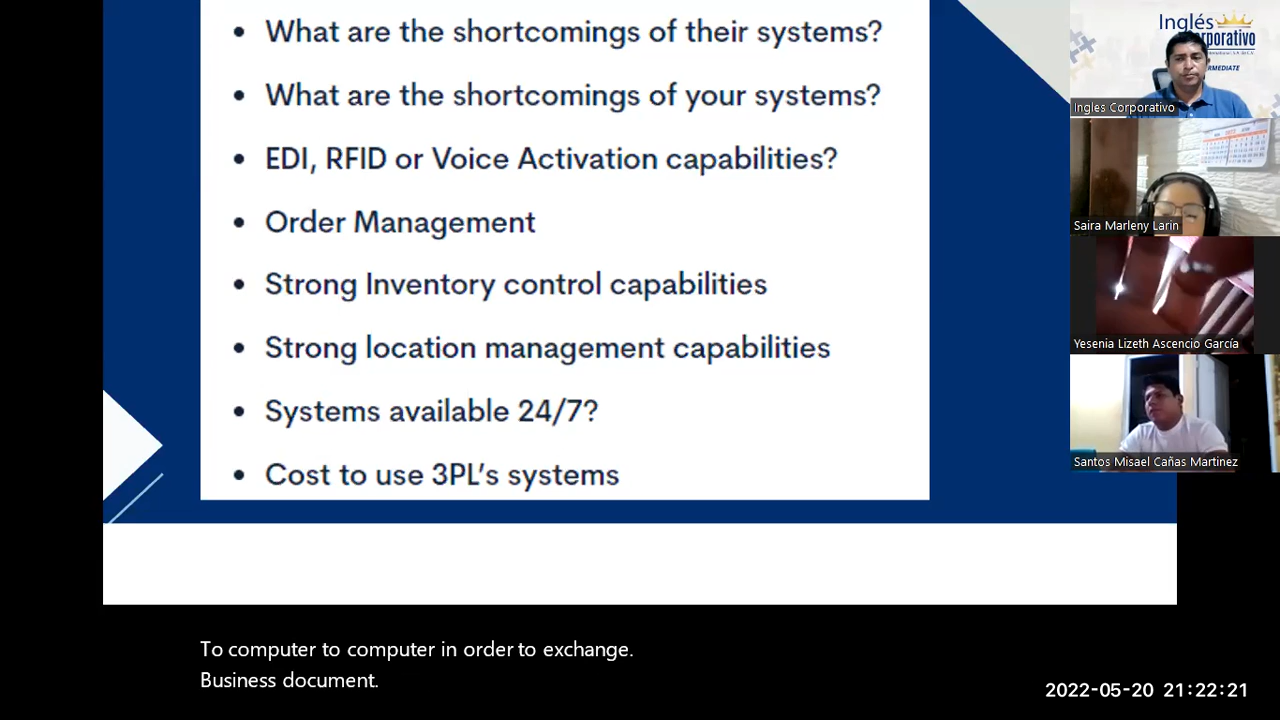 What are the shortcomings of their systems?
What are the shortcomings of your systems?
EDI, RFID or Voice Activation capabilities?
Order Management
Strong Inventory control capabilities
Strong location management capabilities
Systems available 24/7?
Cost to use 3PL's systems
Inglés
Corporativo
Ingles Corporativo
Saira Marleny Larin
Yesenia Lizeth Ascencio García
Santos Misael Cañas Martinez
To computer to computer in order to exchange.
Business document.
2022-05-20 21:22:21